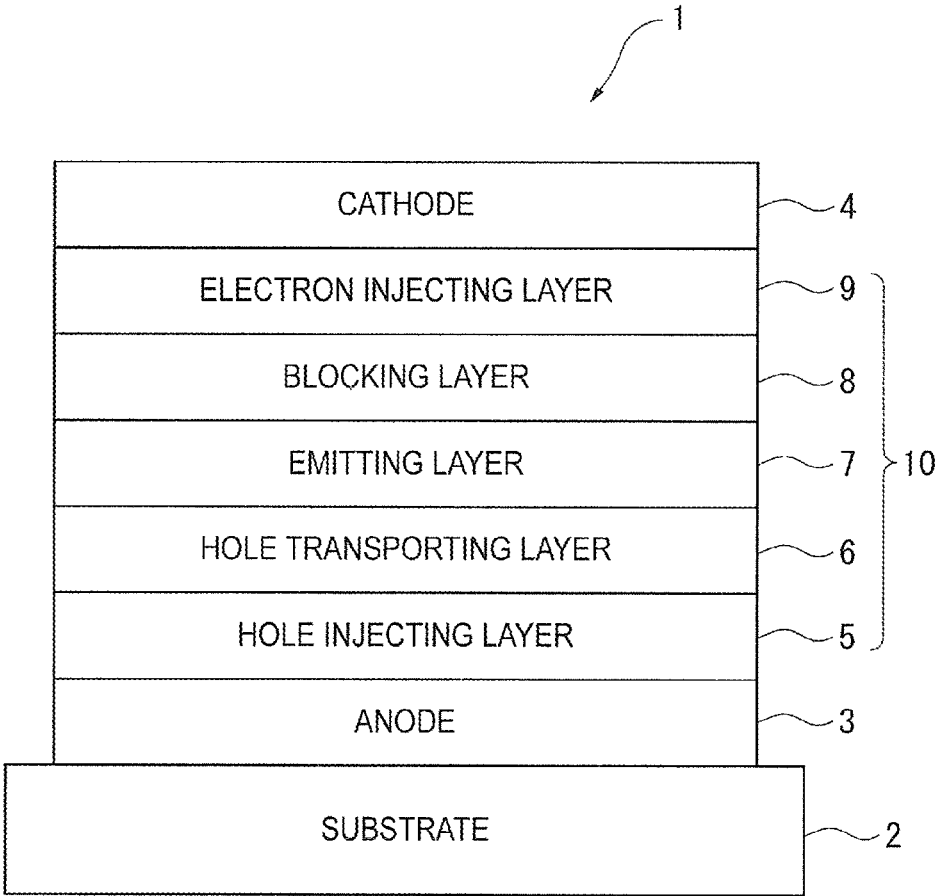 1
CATHODE 4
ELECTRON INJECTING LAYER 9
BLOCKING LAYER 8
EMITTING LAYER 7
10
HOLE TRANSPORTING LAYER 6
HOLE INJECTING LAYER 5
ANODE 3
SUBSTRATE 2